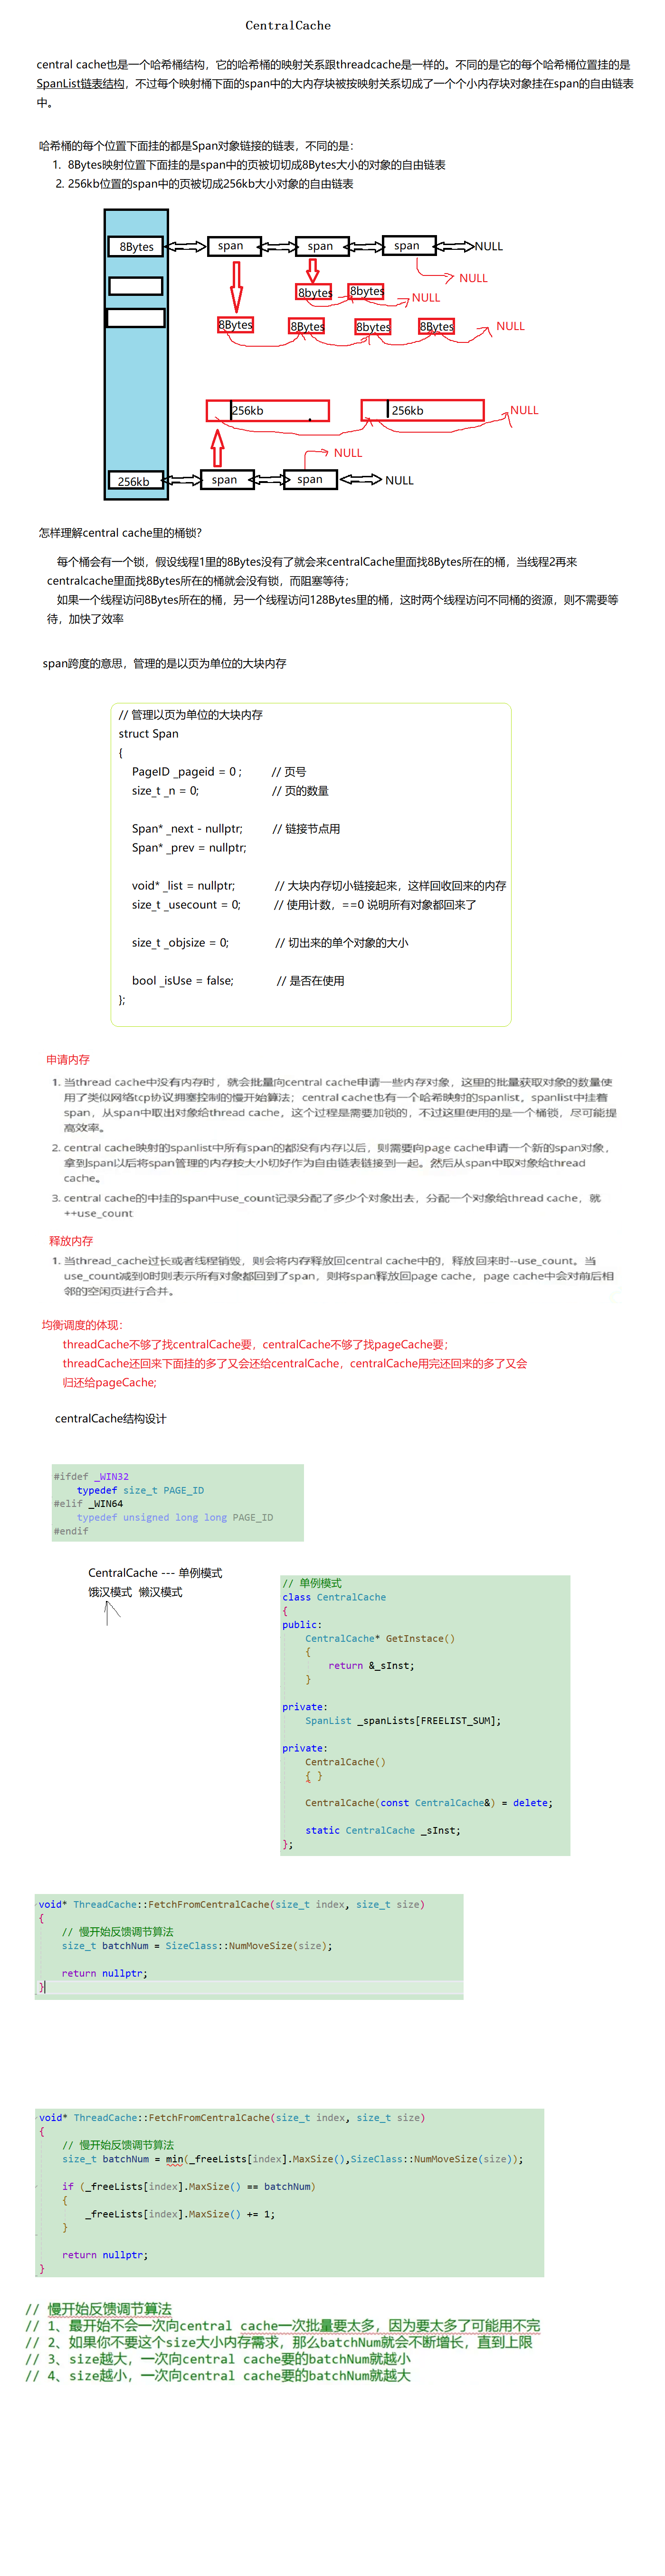 CentralCache
central cache也是一个哈希桶结构，它的哈希桶的映射关系跟threadcache是一样的。不同的是它的每个哈希桶位置挂的是
SpanList链表结构，不过每个映射桶下面的span中的大内存块被按映射关系切成了一个个小内存块对象挂在span的自由链表
中。
哈希桶的每个位置下面挂的都是Span对象链接的链表，不同的是：
1. 8Bytes映射位置下面挂的是span中的页被切切成8Bytes大小的对象的自由链表
2. 256kb位置的span中的页被切成256kb大小对象的自由链表
8Bytes span span span NULL
NULL
8bytes 8bytes NULL
8Bytes 8Bytes 8bytes 8Bytes NULL
256kb 256kb NULL
NULL
256kb span span NULL
怎样理解central cache里的桶锁？
每个桶会有一个锁，假设线程1里的8Bytes没有了就会来centralCache里面找8Bytes所在的桶，当线程2再来
centralcache里面找8Bytes所在的桶就会没有锁，而阻塞等待；
如果一个线程访问8Bytes所在的桶，另一个线程访问128Bytes里的桶，这时两个线程访问不同桶的资源，则不需要等
待，加快了效率
span跨度的意思，管理的是以页为单位的大块内存
// 管理以页为单位的大块内存
struct Span
{
PageID _pageid = 0 ; // 页号
size_t _n = 0; // 页的数量
Span* _next - nullptr; // 链接节点用
Span* _prev = nullptr;
void* _list = nullptr; // 大块内存切小链接起来，这样回收回来的内存
size_t _usecount = 0; // 使用计数，==0 说明所有对象都回来了
size_t _objsize = 0; // 切出来的单个对象的大小
bool _isUse = false; // 是否在使用
};
申请内存
1. 当thread cache中没有内存时，就会批量向central cache申请一些内存对象，这里的批量获取对象的数量使
用了类似网络tcp协议拥塞控制的慢开始算法；central cache也有一个哈希映射的spanlist，spanlist中挂着
span，从span中取出对象给thread cache，这个过程是需要加锁的，不过这里使用的是一个桶锁，尽可能提
高效率。
2. central cache映射的spanlist中所有span的都没有内存以后，则需要向page cache申请一个新的span对象，
拿到span以后将span管理的内存按大小切好作为自由链表链接到一起。然后从span中取对象给thread
cache。
3. central cache的中挂的span中use_count记录分配了多少个对象出去，分配一个对象给thread cache，就
++use_count
释放内存
1. 当thread_cache过长或者线程销毁，则会将内存释放回central cache中的，释放回来时--use_count。当
use_count减到0时则表示所有对象都回到了span，则将span释放回page cache，page cache中会对前后相
邻的空闲页进行合并。
均衡调度的体现：
threadCache不够了找centralCache要，centralCache不够了找pageCache要；
threadCache还回来下面挂的多了又会还给centralCache，centralCache用完还回来的多了又会
归还给pageCache;
centralCache结构设计
#ifdef _WIN32
typedef size_t PAGE_ID
#elif _WIN64
typedef unsigned long long PAGE_ID
#endif
CentralCache --- 单例模式
饿汉模式 懒汉模式
// 单例模式
class CentralCache
{
public:
CentralCache* GetInstace()
{
return &_sInst;
}
private:
SpanList _spanLists[FREELIST_SUM];
private:
CentralCache()
{ }
CentralCache(const CentralCache&) = delete;
static CentralCache _sInst;
};
void* ThreadCache::FetchFromCentralCache(size_t index, size_t size)
{
// 慢开始反馈调节算法
size_t batchNum = SizeClass::NumMoveSize(size);
return nullptr;
}
void* ThreadCache::FetchFromCentralCache(size_t index, size_t size)
{
// 慢开始反馈调节算法
size_t batchNum = min(_freeLists[index].MaxSize(),SizeClass::NumMoveSize(size));
if (_freeLists[index].MaxSize() == batchNum)
{
_freeLists[index].MaxSize() += 1;
}
return nullptr;
}
// 慢开始反馈调节算法
// 1、最开始不会一次向central cache一次批量要太多，因为要太多了可能用不完
// 2、如果你不要这个size大小内存需求，那么batchNum就会不断增长，直到上限
// 3、size越大，一次向central cache要的batchNum就越小
// 4、size越小，一次向central cache要的batchNum就越大